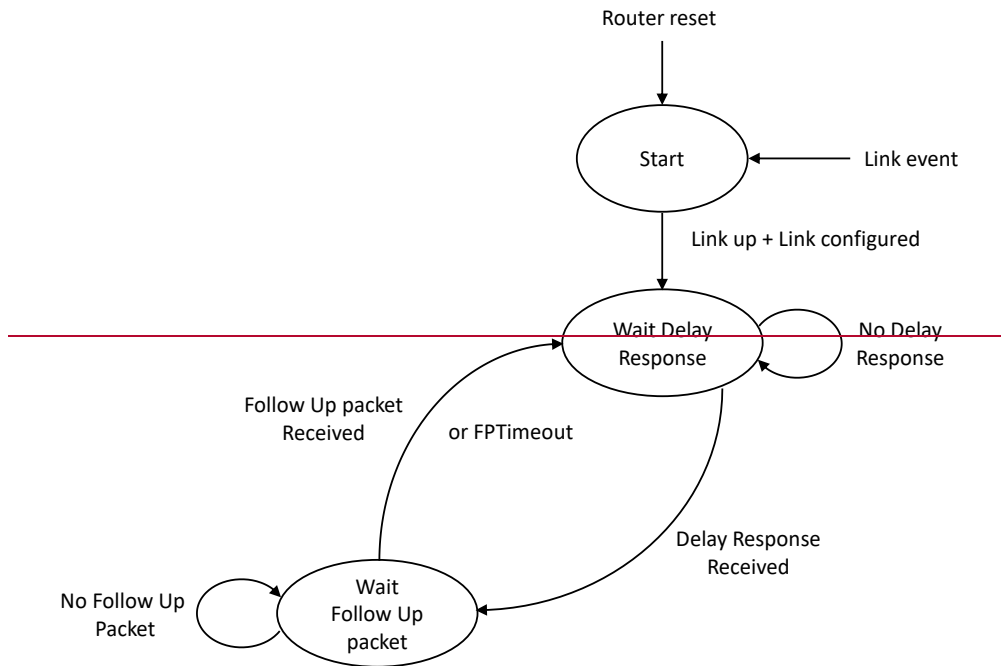 Router reset
Start
Link event
Link up + Link configured
Wait Delay
Response
No Delay
Response
Follow Up packet
Received
or FPTimeout
Delay Response
Received
No Follow Up
Packet
Wait
Follow Up
packet